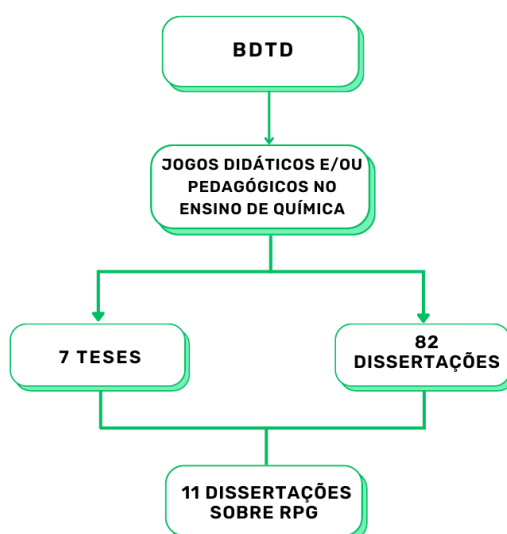 BDTD
JOGOS DIDÁTICOS E/OU
PEDAGÓGICOS NO
ENSINO DE QUÍMICA
7 TESES
82
DISSERTAÇÕES
11 DISSERTAÇÕES
SOBRE RPG